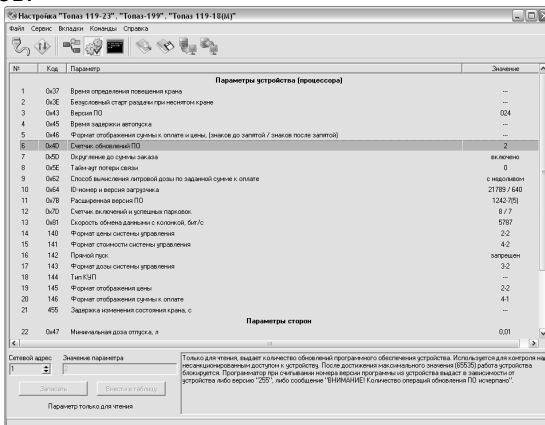 Настройка "Топаз 119-23", "Топаз-199", "Топаз 119-18(М)"
Файл Сервис Вкладки Команды Справка
№ Код Параметр Значение
Параметры устройства (процессора)
1 0x37 Время определения повешения крана ---
2 0x3E Безусловный старт раздачи при неснятом кране ---
3 0x43 Версия ПО 024
4 0x45 Время задержки автопуска ---
5 0x46 Формат отображения суммы к оплате и цены, (знаков до запятой / знаков после запятой) ---
6 0x4D Счетчик обновлений ПО 2
7 0x5D Округление до суммы заказа включено
8 0x5E Тайм-аут потери связи 0
9 0x62 Способ вычисления литровой дозы по заданной сумме к оплате с недоливом
10 0x64 ID-номер и версия загрузчика 21789 / 640
11 0x7B Расширенная версия ПО 1242-7(5)
12 0x7D Счетчик включений и успешных парковок 8 / 7
13 0x81 Скорость обмена данными с колонкой, бит/с 5787
14 140 Формат цены системы управления 2-2
15 141 Формат стоимости системы управления 4-2
16 142 Прямой пуск запрещен
17 143 Формат дозы системы управления 3-2
18 144 Тип КУП ---
19 145 Формат отображения цены 2-2
20 146 Формат отображения суммы к оплате 4-1
21 455 Задержка изменения состояния крана, с ---
Параметры сторон
22 0x47 Минимальная доза отпуска, л 0,01
Сетевой адрес Значение параметра
1 2
Записать Внести в таблицу
Параметр только для чтения
Только для чтения, выдает количество обновлений программного обеспечения устройства. Используется для контроля над
несанкционированным доступом к устройству. После достижения максимального значения (65535) работа устройства
блокируется. Программатор при считывании номера версии программы из устройства выдаст в зависимости от
устройства либо версию "255", либо сообщение "ВНИМАНИЕ! Количество операций обновления ПО исчерпано".